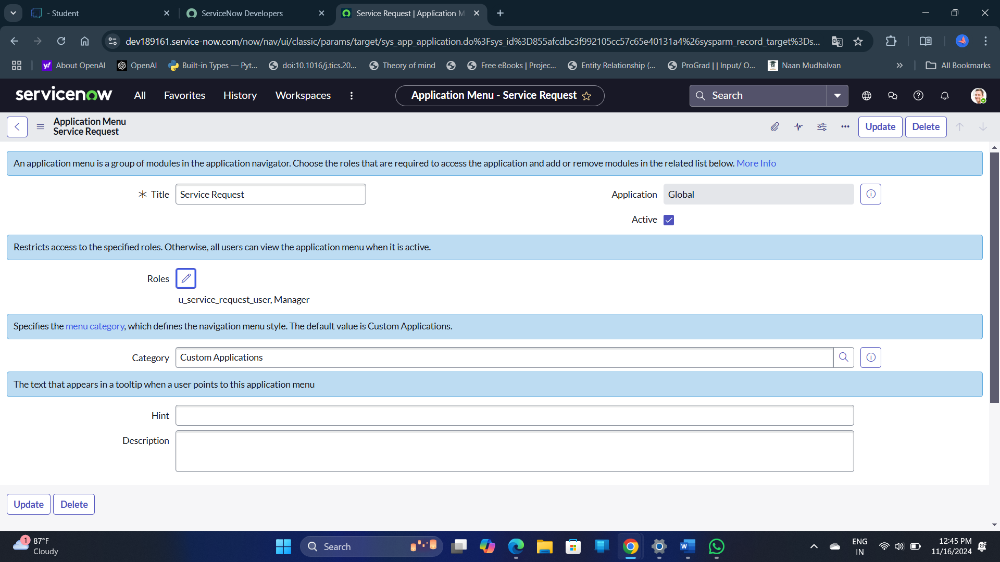 - Student
ServiceNow Developers
Service Request | Application M
dev189161.service-now.com/now/nav/ui/classic/params/target/sys_app_application.do%3Fsys_id%3D855afcdbc3f992105cc57c65e40131a4%26sysparm_record_target%3Ds...
About OpenAI
OpenAI
Built-in Types — Pyt...
doi:10.1016/j.tics.20...
Theory of mind
Free eBooks | Projec...
Entity Relationship (...
ProGrad | | Input/ O...
Naan Mudhalvan
All Bookmarks
servicenow
All
Favorites
History
Workspaces
Application Menu - Service Request
Search
Application Menu
Service Request
Update
Delete
An application menu is a group of modules in the application navigator. Choose the roles that are required to access the application and add or remove modules in the related list below. More Info
Title
Service Request
Application
Global
Active
Restricts access to the specified roles. Otherwise, all users can view the application menu when it is active.
Roles
u_service_request_user, Manager
Specifies the menu category, which defines the navigation menu style. The default value is Custom Applications.
Category
Custom Applications
The text that appears in a tooltip when a user points to this application menu
Hint
Description
Update
Delete
1
87°F
Cloudy
Search
ENG
IN
12:45 PM
11/16/2024